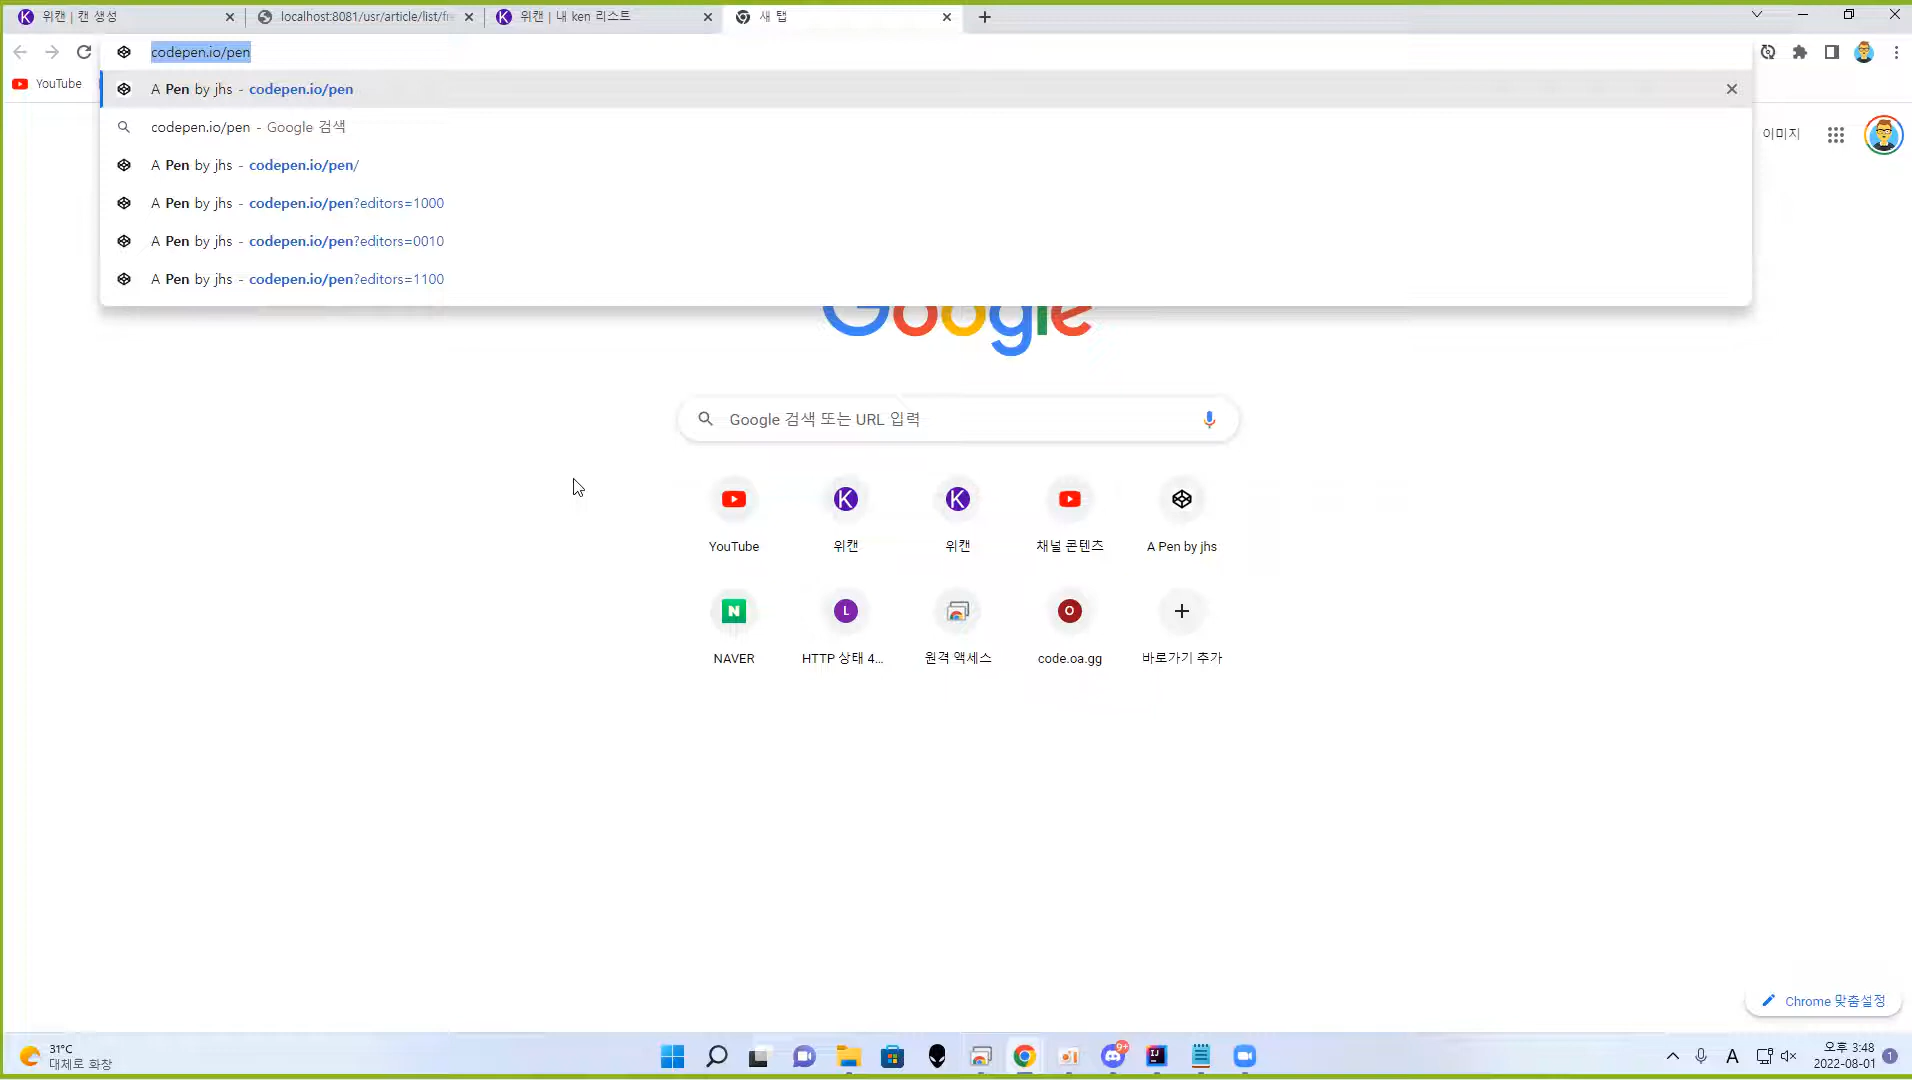 위캔 | 캔 생성
localhost:8081/usr/article/list/fr
위캔 | 내 ken 리스트
새 탭
codepen.io/pen
YouTube
A Pen by jhs - codepen.io/pen
codepen.io/pen - Google 검색
A Pen by jhs - codepen.io/pen/
A Pen by jhs - codepen.io/pen?editors=1000
A Pen by jhs - codepen.io/pen?editors=0010
A Pen by jhs - codepen.io/pen?editors=1100
이미지
Google
Google 검색 또는 URL 입력
YouTube
위캔
위캔
채널 콘텐츠
A Pen by jhs
NAVER
HTTP 상태 4...
원격 액세스
code.oa.gg
바로가기 추가
Chrome 맞춤설정
31°C
대체로 화창
9+
A
오후 3:48
2022-08-01
1